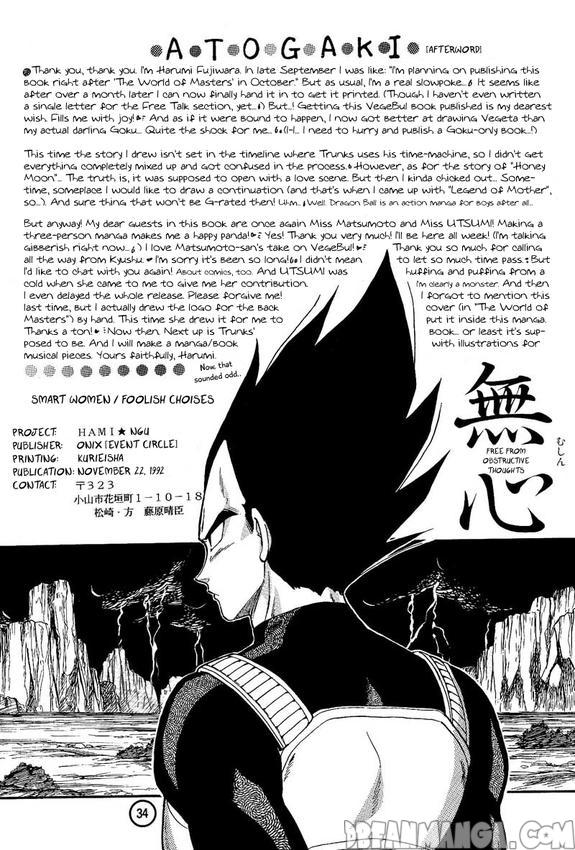 ATOGAKI [AFTERWORD]
Thank you, thank you. I'm Harumi Fujiwara. In late September I was like: "I'm planning on publishing this
book right after 'The World of Masters' in October." But as usual, I'm a real slowpoke. It seems like
after over a month later I can now finally hand it in to get it printed. (Though I haven't even written
a single letter for the Free Talk section, yet...) But...! Getting this VegeBul book published is my dearest
wish. Fills me with joy! And as if it were bound to happen, I now got better at drawing Vegeta than
my actual darling Goku... Quite the shock for me... (I-I... I need to hurry and publish a Goku-only book...!)
This time the story I drew isn't set in the timeline where Trunks uses his time-machine, so I didn't get
everything completely mixed up and got confused in the process. However, as for the story of "Honey
Moon"... The truth is, it was supposed to open with a love scene. But then I kinda chicked out... Some-
time, someplace I would like to draw a continuation (and that's when I came up with "Legend of Mother",
so...). And sure thing that won't be G-rated then! Uhm.. Well. Dragon Ball is an action manga for boys after all...
But anyway! My dear guests in this book are once again Miss Matsumoto and Miss UTSUMI! Making a
three-person manga makes me a happy panda! Yes! Thank you very much! I'll be here all week! (I'm talking
gibberish right now...) I love Matsumoto-san's take on VegeBul! Thank you so much for calling
all the way from Kyushu. I'm sorry it's been so long! I didn't mean to let so much time pass. But
I'd like to chat with you again! About comics, too. And UTSUMI was huffing and puffing from a
cold when she came to me to give me her contribution. I'm clearly a monster. And then
I even delayed the whole release. Please forgive me! I forgot to mention this
last time, but I actually drew the logo for the back cover (in "The World of
Masters") by hand. This time she drew it for me to put it inside this manga.
Thanks a ton! Now then. Next up is Trunks' book... or least it's sup-
posed to be. And I will make a manga/book with illustrations for
musical pieces. Yours faithfully, Harumi.
Now that
sounded odd..
SMART WOMEN / FOOLISH CHOISES
PROJECT: HAMI★NGU
PUBLISHER: ONIX [EVENT CIRCLE]
PRINTING: KURIEISHA
PUBLICATION: NOVEMBER 22, 1992
CONTACT: 〒323
小山市花垣町1-10-18
松崎・方 藤原晴臣
無心
むしん
FREE FROM
OBSTRUCTIVE
THOUGHTS
34
DBFANMANGA.COM